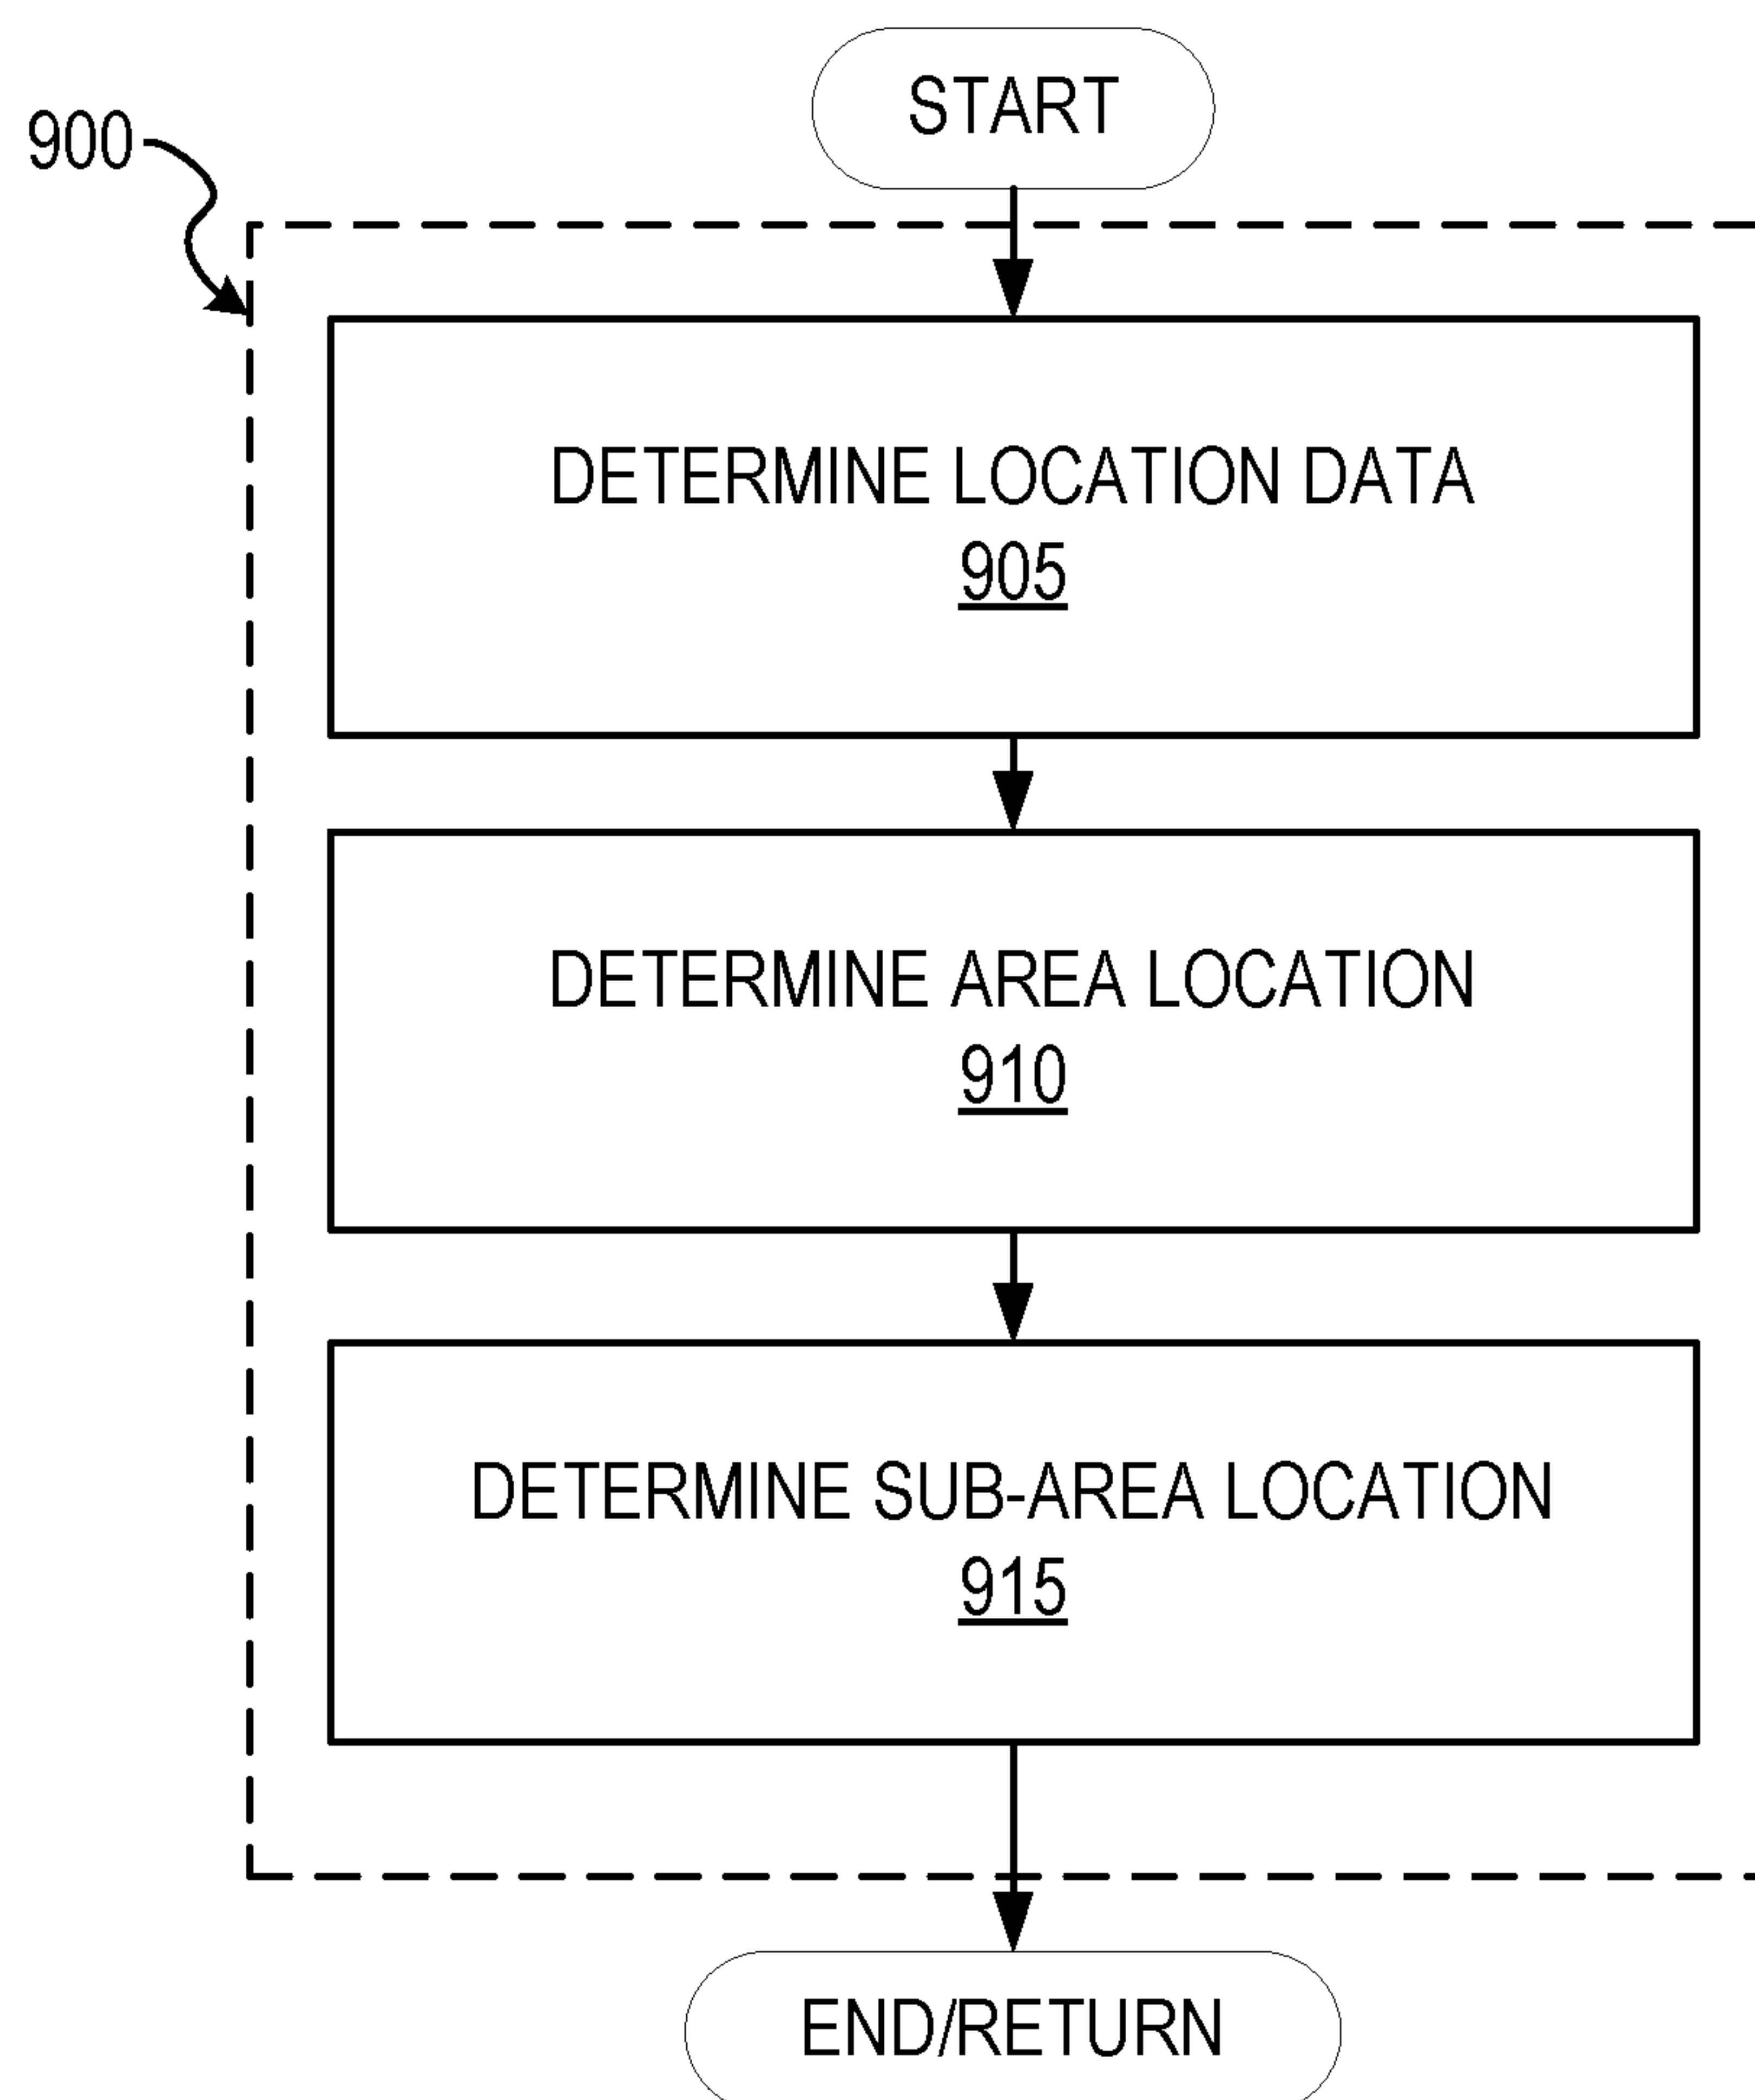 START
900
DETERMINE LOCATION DATA
905
DETERMINE AREA LOCATION
910
DETERMINE SUB-AREA LOCATION
915
END/RETURN